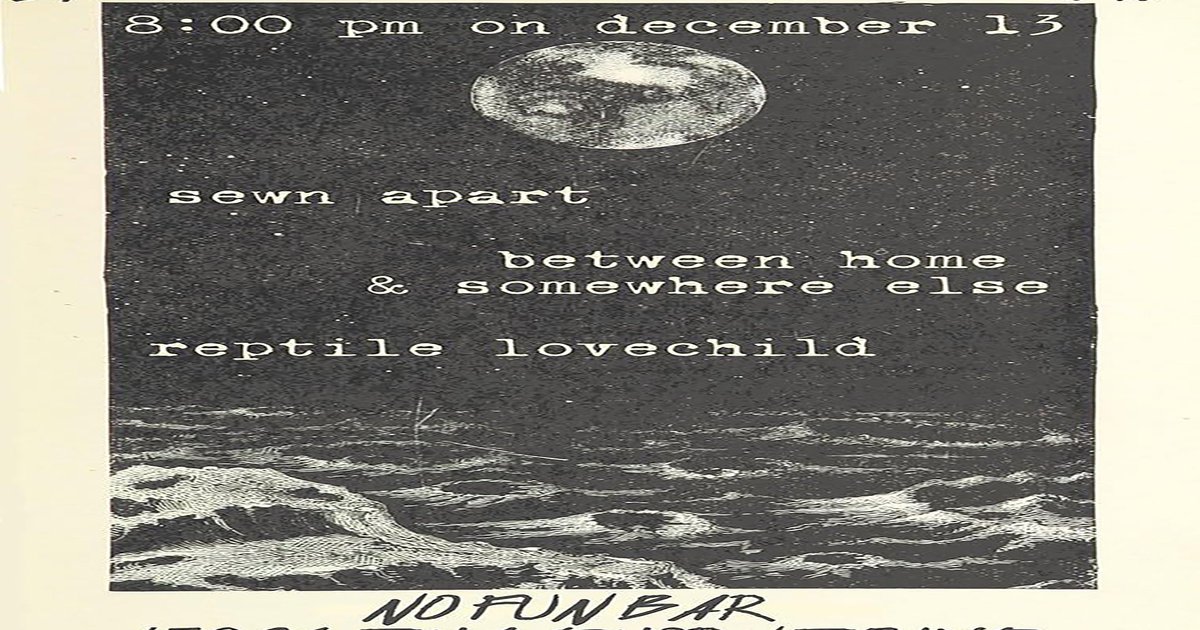 8:00 pm on december 13
sewn apart
between home
& somewhere else
reptile lovechild
NO FUN BAR